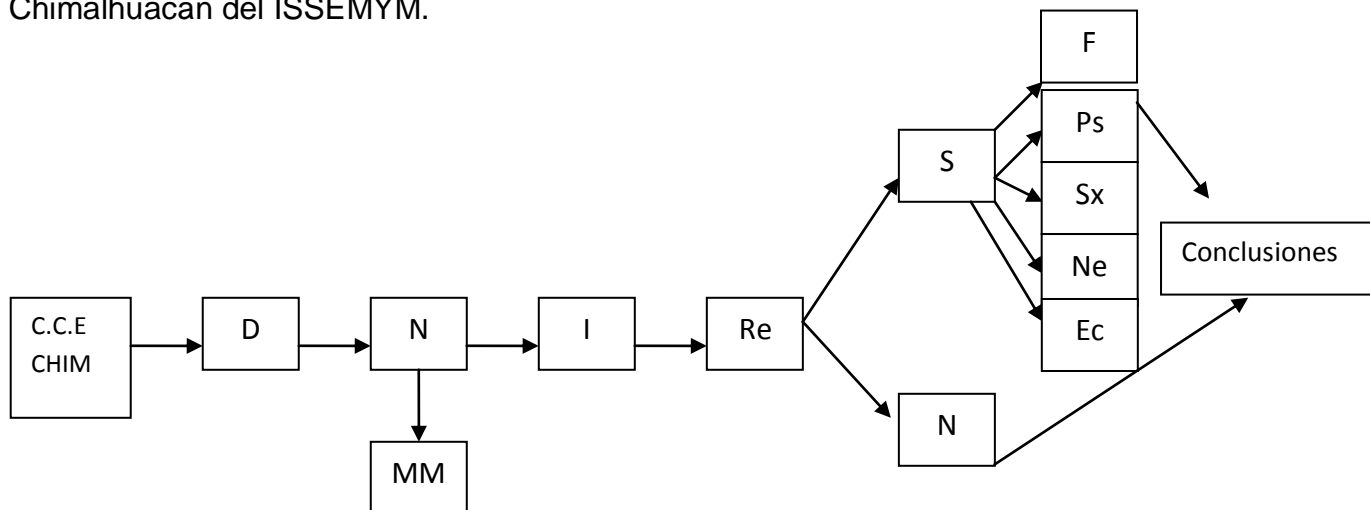 Chimalhuacán del ISSEMYM.
F
Ps
S
Sx
Ne
Conclusiones
C.C.E
CHIM
D
N
I
Re
Ec
N
MM